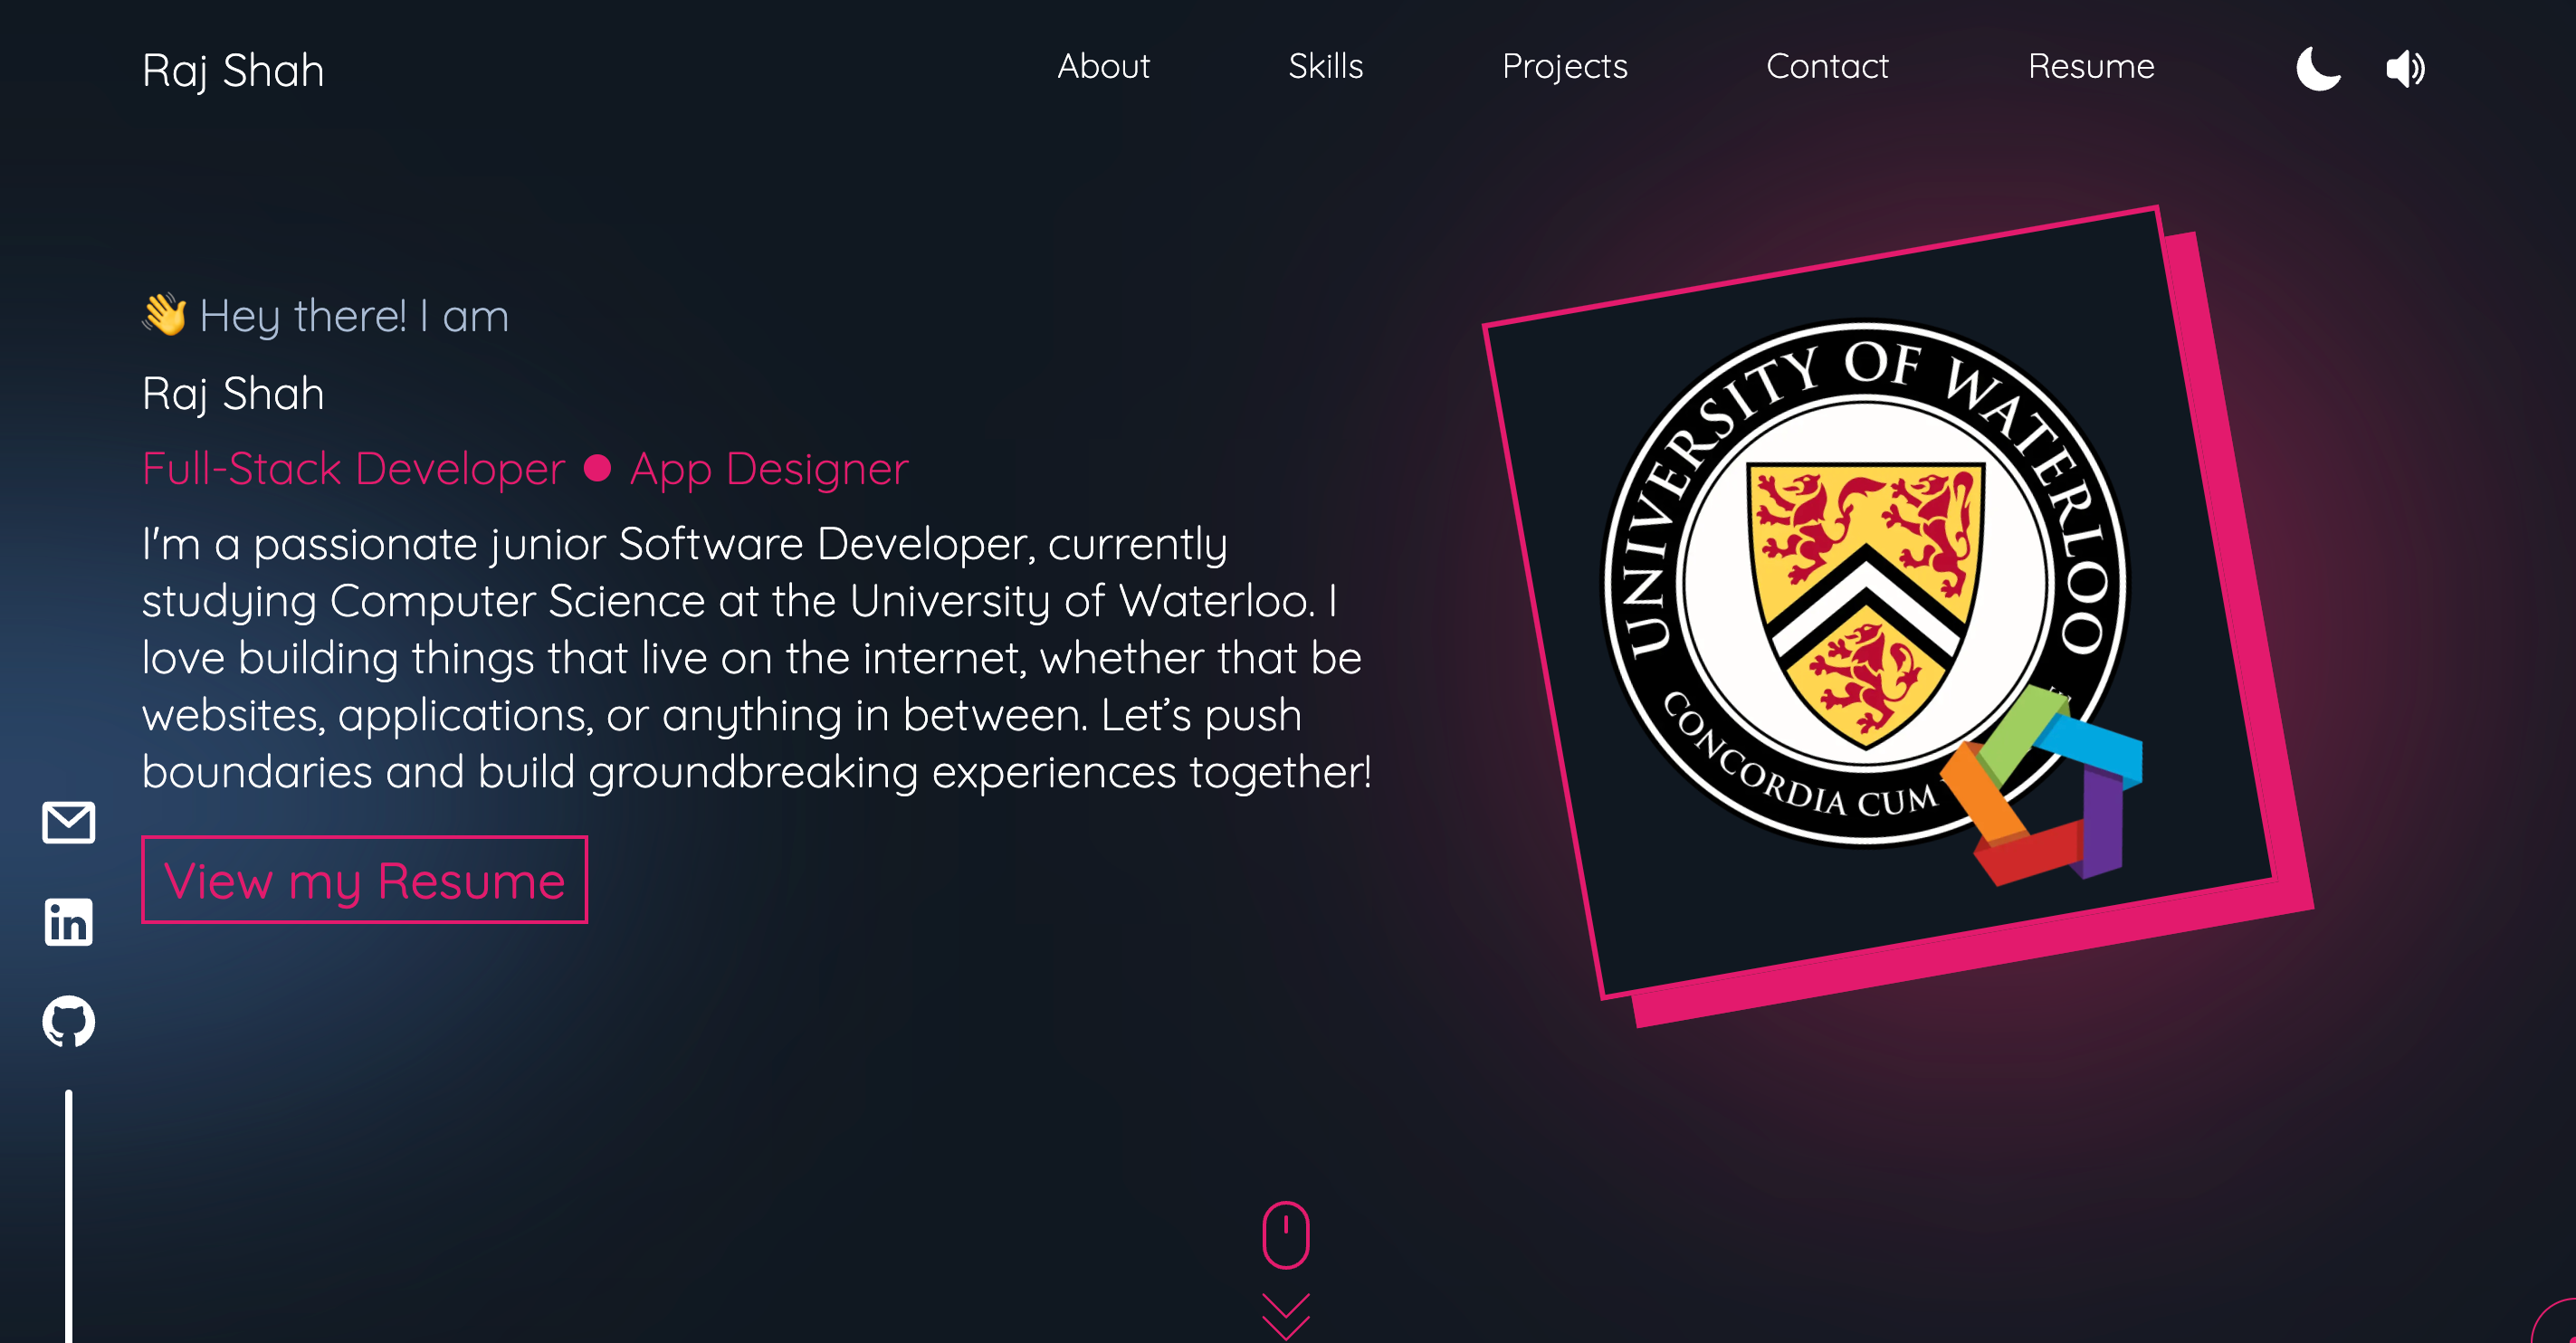 Raj Shah
About
Skills
Projects
Contact
Resume
👋 Hey there! I am
Raj Shah
Full-Stack Developer ● App Designer
I'm a passionate junior Software Developer, currently
studying Computer Science at the University of Waterloo. I
love building things that live on the internet, whether that be
websites, applications, or anything in between. Let’s push
boundaries and build groundbreaking experiences together!
View my Resume
in
UNIVERSITY OF WATERLOO
CONCORDIA CUM